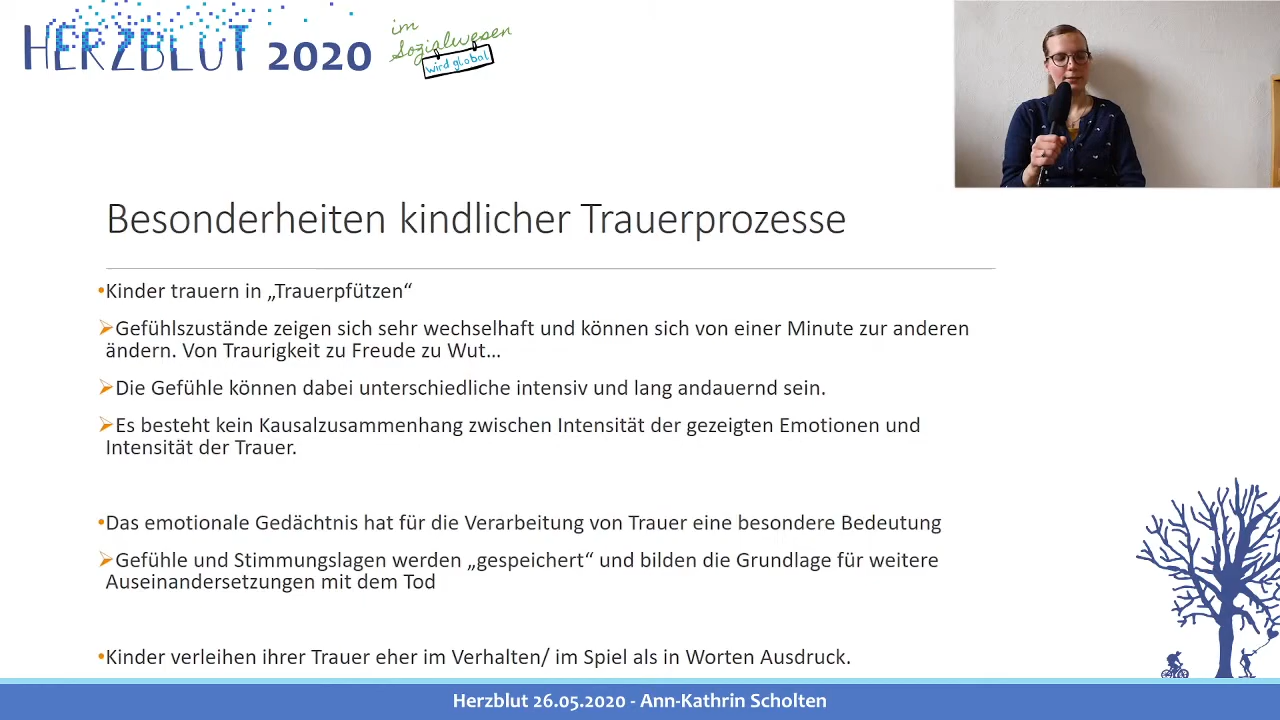 HERZBLUT 2020
im
Sozialwesen
wird global
Besonderheiten kindlicher Trauerprozesse
•Kinder trauern in „Trauerpfützen“
➢Gefühlszustände zeigen sich sehr wechselhaft und können sich von einer Minute zur anderen
ändern. Von Traurigkeit zu Freude zu Wut…
➢Die Gefühle können dabei unterschiedliche intensiv und lang andauernd sein.
➢Es besteht kein Kausalzusammenhang zwischen Intensität der gezeigten Emotionen und
Intensität der Trauer.
•Das emotionale Gedächtnis hat für die Verarbeitung von Trauer eine besondere Bedeutung
➢Gefühle und Stimmungslagen werden „gespeichert“ und bilden die Grundlage für weitere
Auseinandersetzungen mit dem Tod
•Kinder verleihen ihrer Trauer eher im Verhalten/ im Spiel als in Worten Ausdruck.
Herzblut 26.05.2020 - Ann-Kathrin Scholten